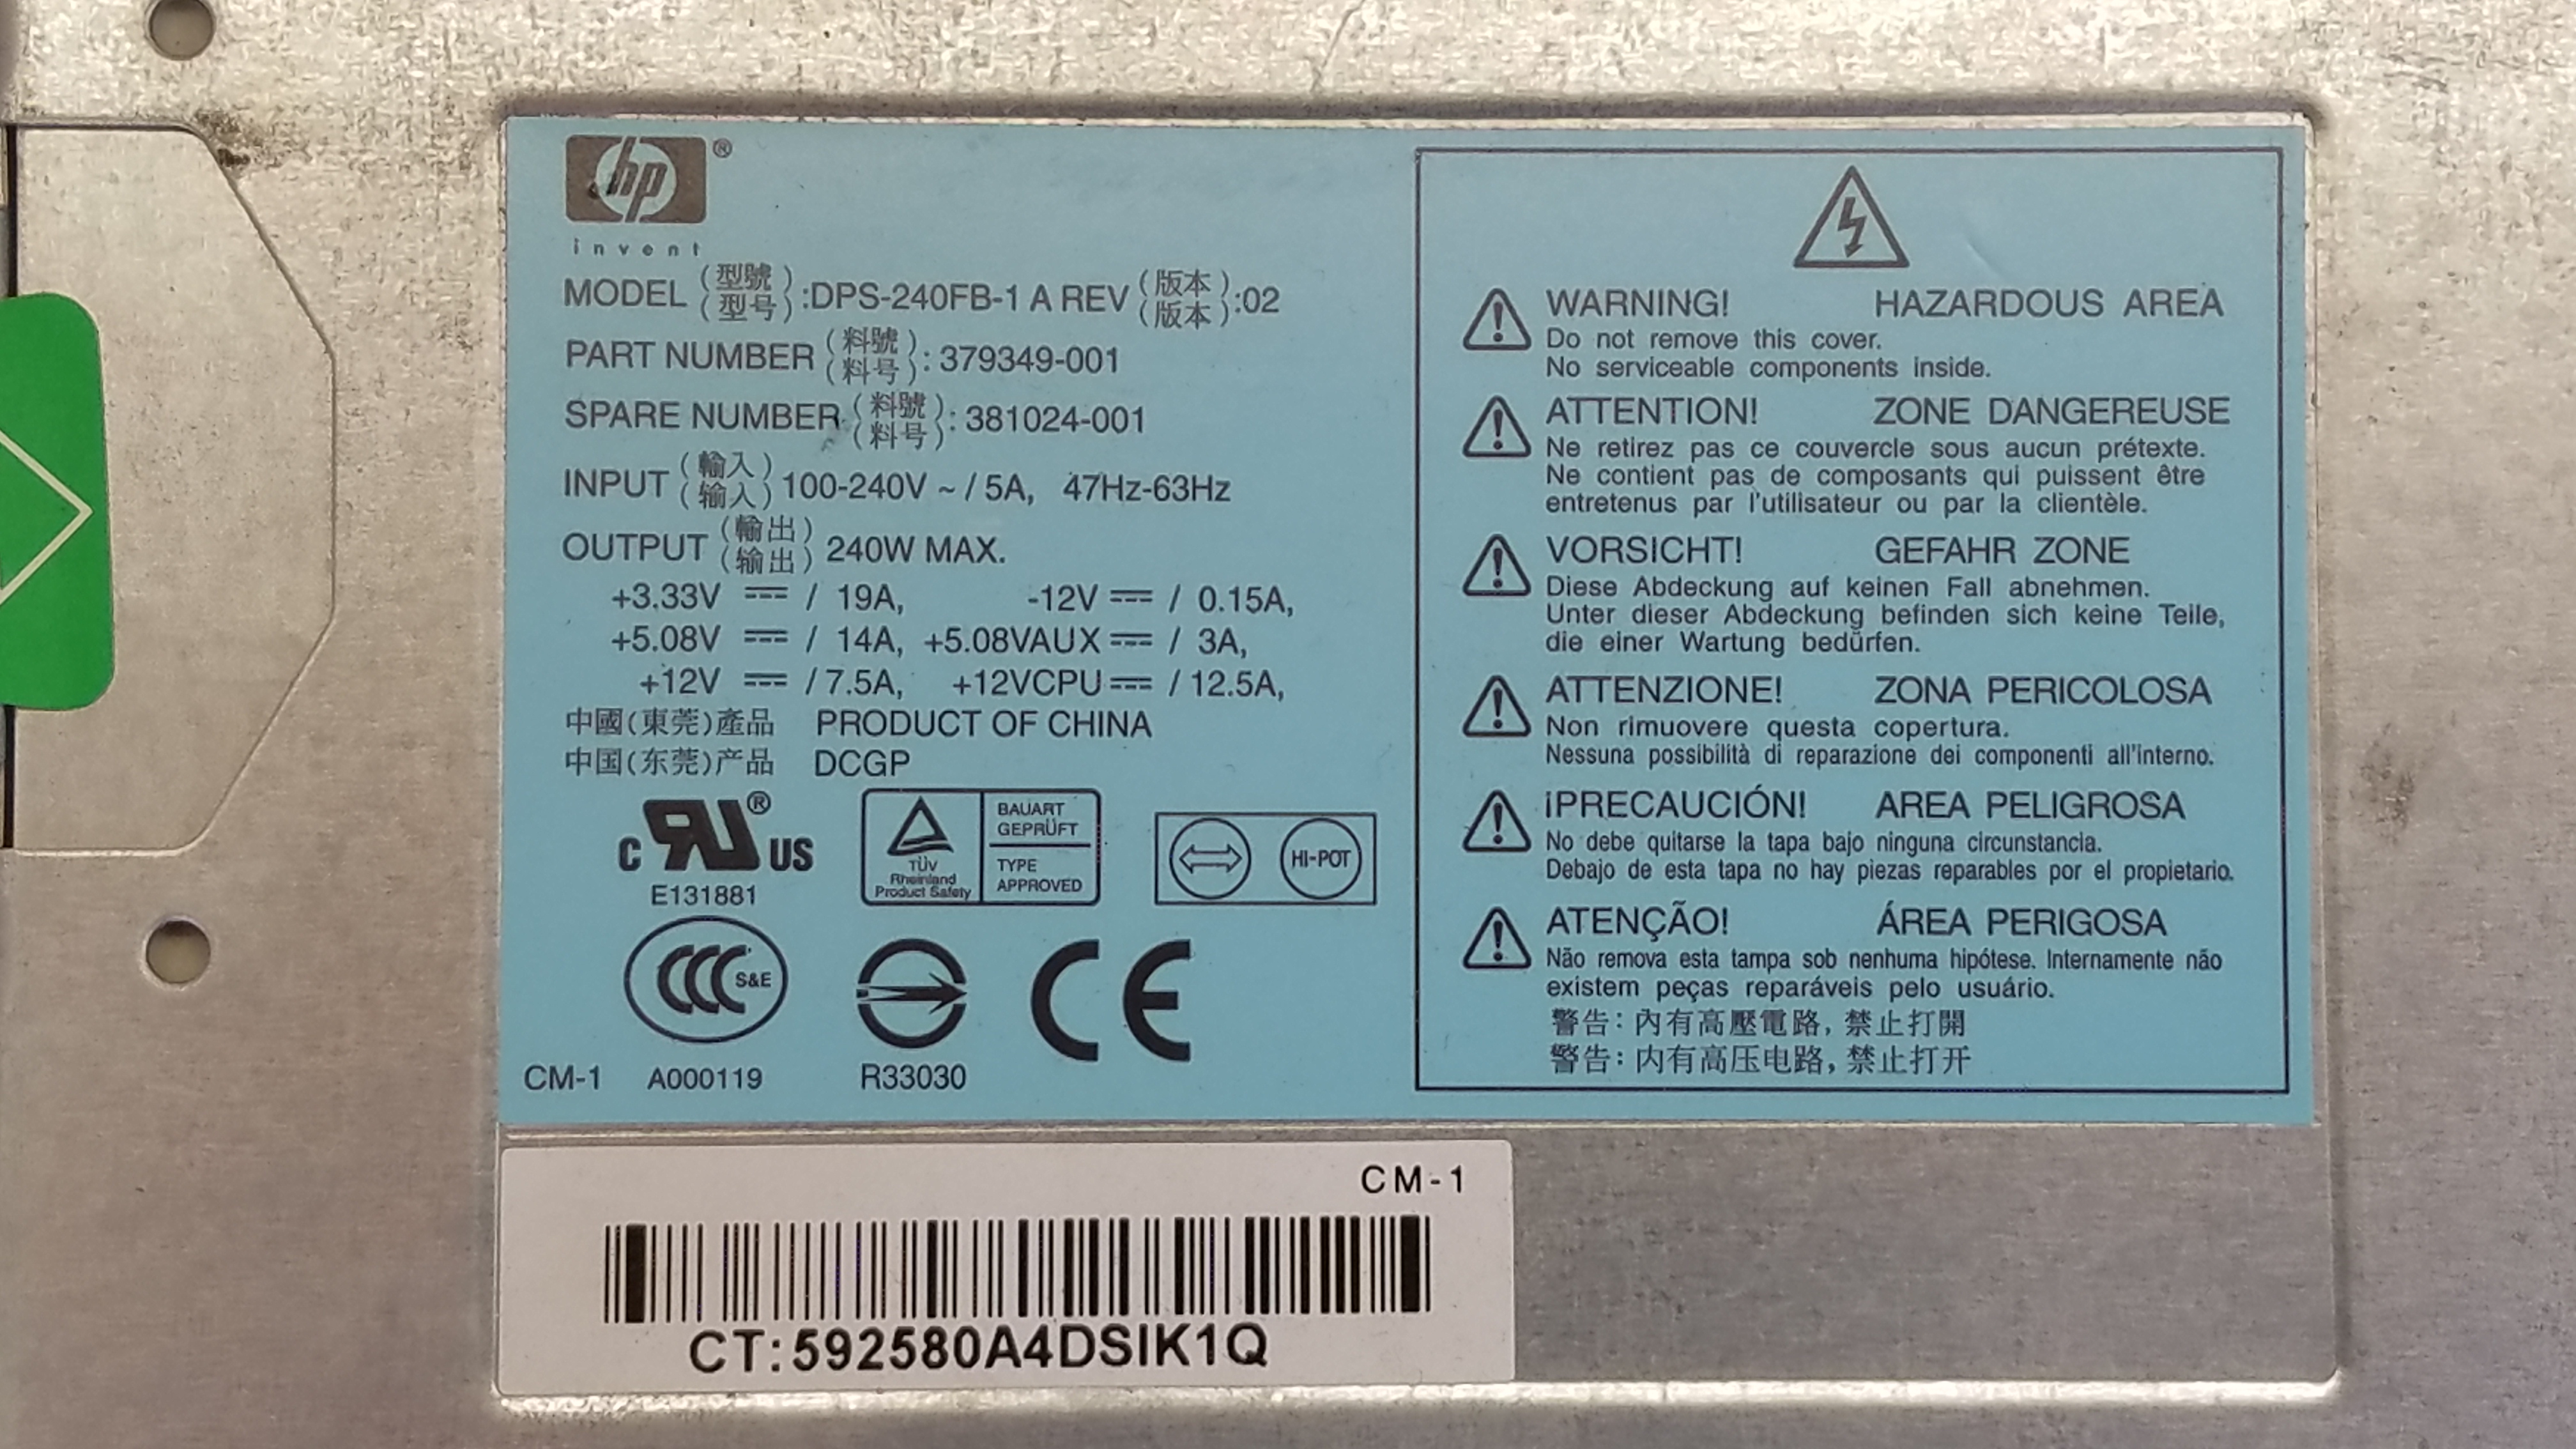 hp ®
invent
MODEL (型號) (型号) :DPS-240FB-1 A REV (版本) (版本) :02
PART NUMBER (料號) (料号) : 379349-001
SPARE NUMBER (料號) (料号) : 381024-001
INPUT (輸入) (输入) 100-240V ~ / 5A, 47Hz-63Hz
OUTPUT (輸出) (输出) 240W MAX.
+3.33V ⎓ / 19A, -12V ⎓ / 0.15A,
+5.08V ⎓ / 14A, +5.08VAUX ⎓ / 3A,
+12V ⎓ / 7.5A, +12VCPU ⎓ / 12.5A,
中國(東莞)產品 PRODUCT OF CHINA
中国(东莞)产品 DCGP
C RU ® US
E131881
TÜV
Rheinland
Product Safety
BAUART
GEPRÜFT
TYPE
APPROVED
HI-POT
CCC S&E
CE
CM-1 A000119 R33030
WARNING! HAZARDOUS AREA
Do not remove this cover.
No serviceable components inside.
ATTENTION! ZONE DANGEREUSE
Ne retirez pas ce couvercle sous aucun prétexte.
Ne contient pas de composants qui puissent être
entretenus par l'utilisateur ou par la clientèle.
VORSICHT! GEFAHR ZONE
Diese Abdeckung auf keinen Fall abnehmen.
Unter dieser Abdeckung befinden sich keine Teile,
die einer Wartung bedürfen.
ATTENZIONE! ZONA PERICOLOSA
Non rimuovere questa copertura.
Nessuna possibilità di reparazione dei componenti all'interno.
¡PRECAUCIÓN! AREA PELIGROSA
No debe quitarse la tapa bajo ninguna circunstancia.
Debajo de esta tapa no hay piezas reparables por el propietario.
ATENÇÃO! ÁREA PERIGOSA
Não remova esta tampa sob nenhuma hipótese. Internamente não
existem peças reparáveis pelo usuário.
警告: 內有高壓電路, 禁止打開
警告: 内有高压电路, 禁止打开
CM-1
CT:592580A4DSIK1Q